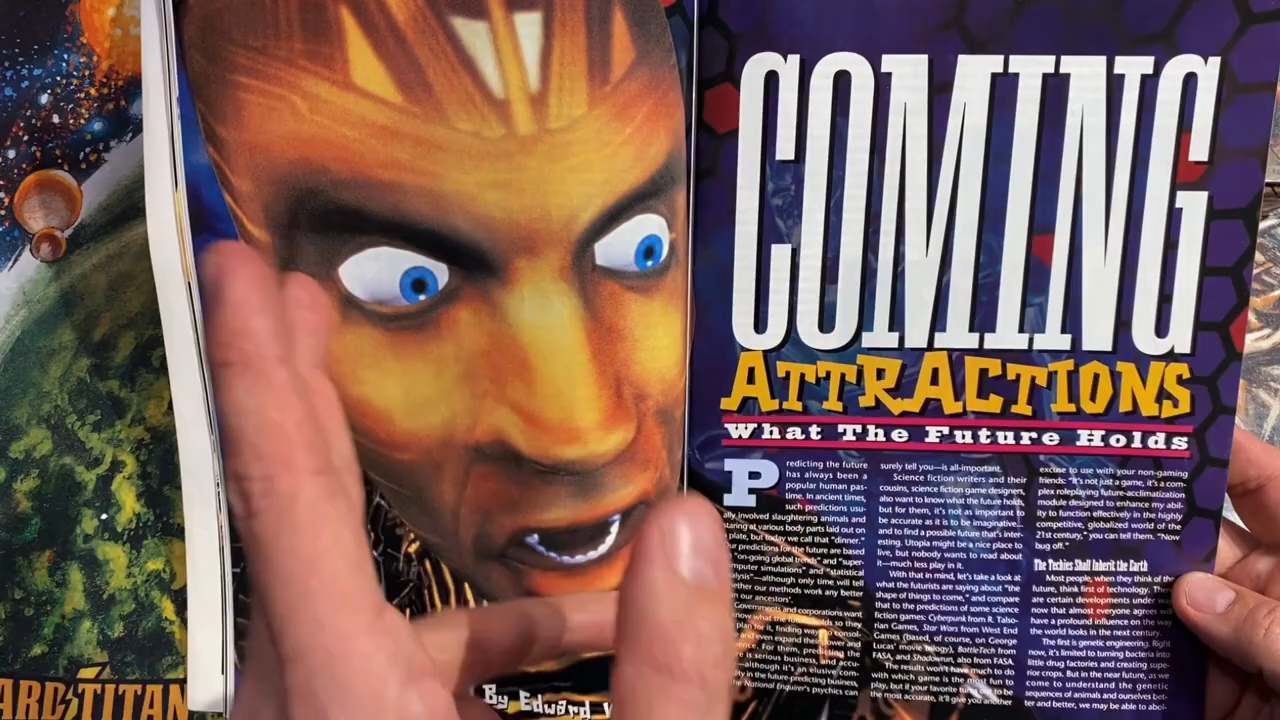 ARD TITAN
By Edward
COMING
ATTRACTIONS
What The Future Holds
Predicting the future
has always been a
popular human pas-
time. In ancient times,
such predictions usu-
ally involved slaughtering animals and
staring at various body parts laid out on
plate, but today we call that "dinner."
predictions for the future are based
"on-going global trends" and "super-
computer simulations" and "statistical
analysis"—although only time will tell
whether our methods work any better
than our ancestors'.
Governments and corporations want
know what the future holds so they
plan for it, finding ways to consol-
and even expand their power and
For them, predicting the
is serious business, and accu-
—although it's an elusive com-
in the future-predicting business,
National Enquirer's psychics can
surely tell you—is all-important.
Science fiction writers and their
cousins, science fiction game designers,
also want to know what the future holds,
but for them, it's not as important to
be accurate as it is to be imaginative...
and to find a possible future that's inter-
esting. Utopia might be a nice place to
live, but nobody wants to read about
it—much less play in it.
With that in mind, let's take a look at
what the futurists are saying about "the
shape of things to come," and compare
that to the predictions of some science
fiction games: Cyberpunk from R. Talso-
rian Games, Star Wars from West End
Games (based, of course, on George
Lucas' movie trilogy), BattleTech from
FASA, and Shadowrun, also from FASA.
The results won't have much to do
with which game is the most fun to
play, but if your favorite turns out to be
the most accurate, it'll give you another
excuse to use with your non-gaming
friends: "It's not just a game, it's a com-
plex roleplaying future-acclimatization
module designed to enhance my abil-
ity to function effectively in the highly
competitive, globalized world of the
21st century," you can tell them. "Now
bug off."
The Techies Shall Inherit the Earth
Most people, when they think of the
future, think first of technology. There
are certain developments under way
now that almost everyone agrees will
have a profound influence on the way
the world looks in the next century.
The first is genetic engineering. Right
now, it's limited to turning bacteria into
little drug factories and creating supe-
rior crops. But in the near future, as we
come to understand the genetic
sequences of animals and ourselves bet-
ter and better, we may be able to abol-